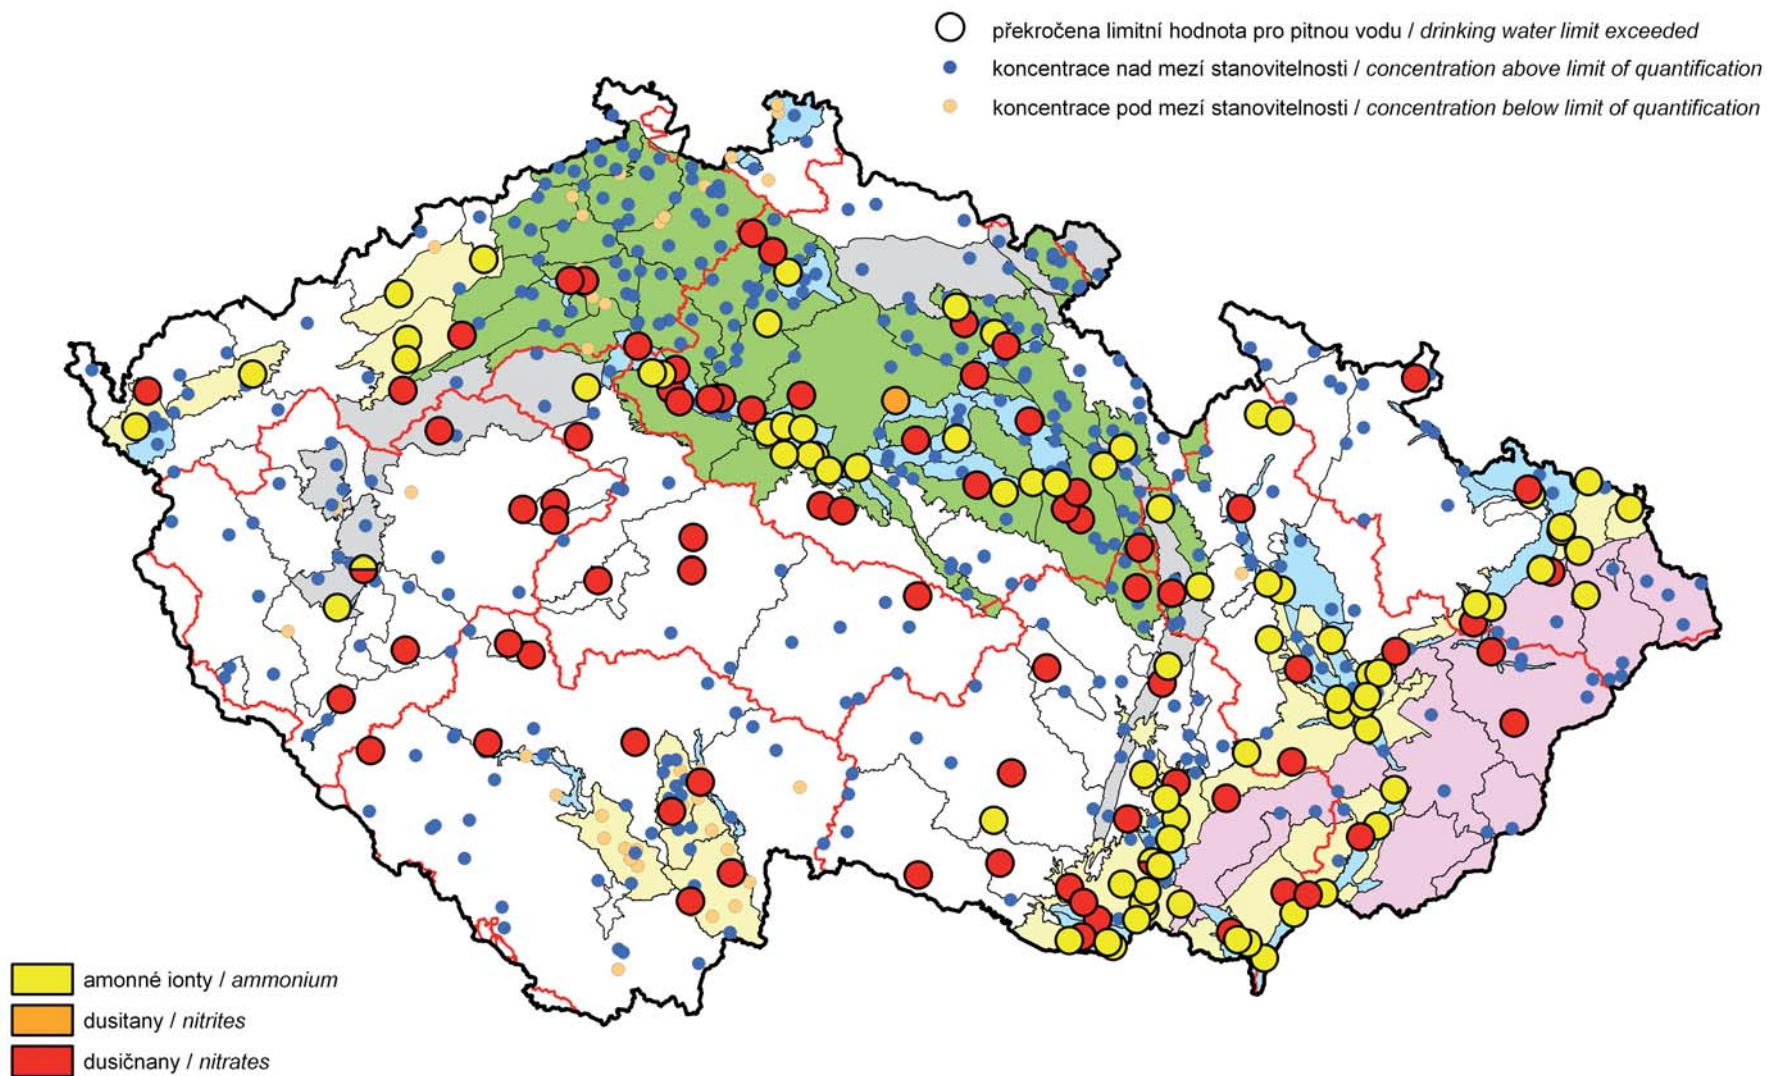 překročena limitní hodnota pro pitnou vodu / drinking water limit exceeded
koncentrace nad mezí stanovitelnosti / concentration above limit of quantification
koncentrace pod mezí stanovitelnosti / concentration below limit of quantification
amonné ionty / ammonium
dusitany / nitrites
dusičnany / nitrates